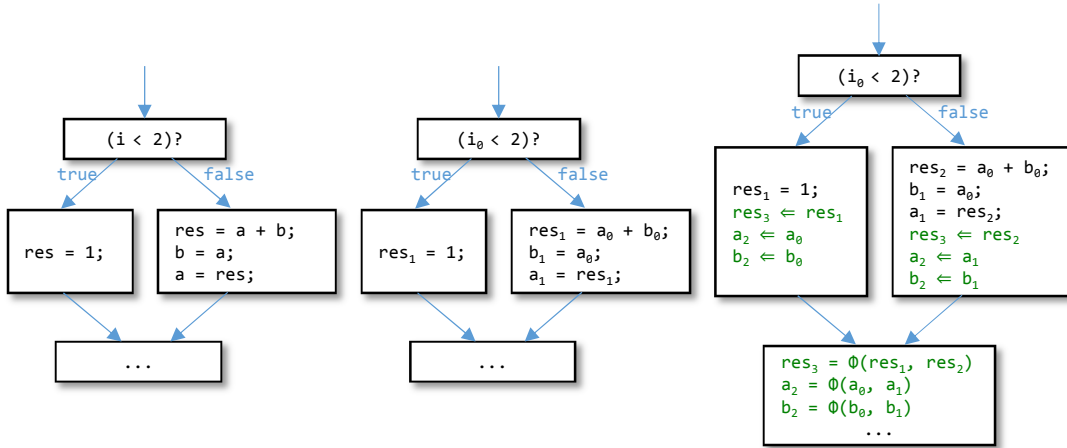 (i < 2)?
true
false
res = 1;
res = a + b;
b = a;
a = res;
...
(i₀ < 2)?
true
false
res₁ = 1;
res₁ = a₀ + b₀;
b₁ = a₀;
a₁ = res₁;
...
(i₀ < 2)?
true
false
res₁ = 1;
res₃ ⇐ res₁
a₂ ⇐ a₀
b₂ ⇐ b₀
res₂ = a₀ + b₀;
b₁ = a₀;
a₁ = res₂;
res₃ ⇐ res₂
a₂ ⇐ a₁
b₂ ⇐ b₁
res₃ = Φ(res₁, res₂)
a₂ = Φ(a₀, a₁)
b₂ = Φ(b₀, b₁)
...